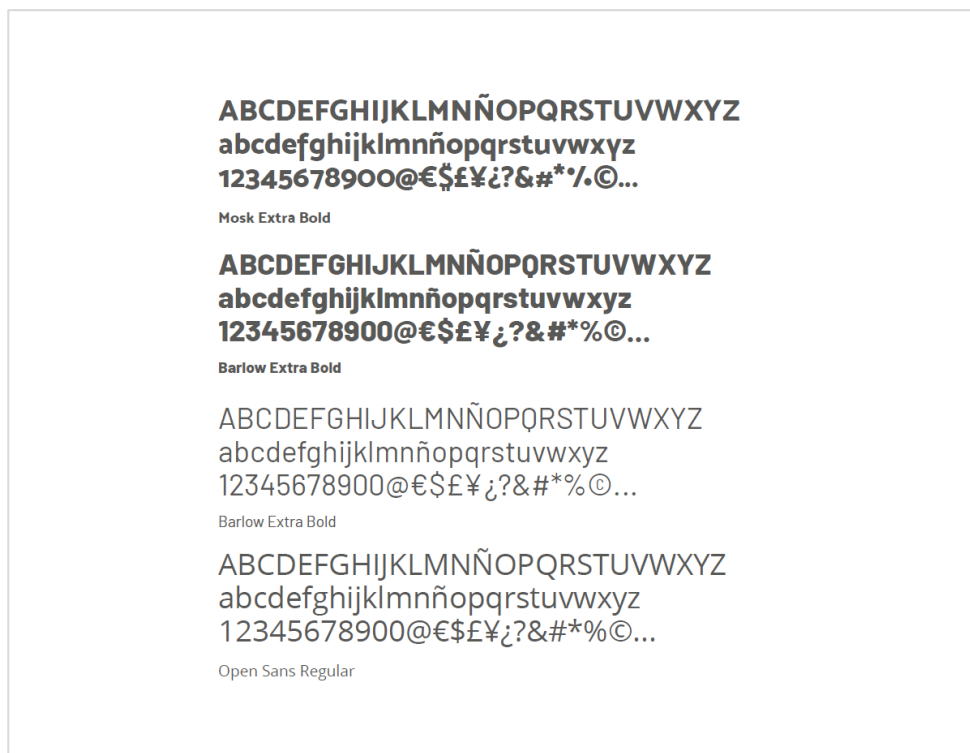 ABCDEFGHIJKLMNÑOPQRSTUVWXYZ
abcdefghijklmnñopqrstuvwxyz
12345678900@€$£¥¿?&#*%©...
Mosk Extra Bold
ABCDEFGHIJKLMNÑOPQRSTUVWXYZ
abcdefghijklmnñopqrstuvwxyz
12345678900@€$£¥¿?&#*%©...
Barlow Extra Bold
ABCDEFGHIJKLMNÑOPQRSTUVWXYZ
abcdefghijklmnñopqrstuvwxyz
12345678900@€$£¥¿?&#*%©...
Barlow Extra Bold
ABCDEFGHIJKLMNÑOPQRSTUVWXYZ
abcdefghijklmnñopqrstuvwxyz
12345678900@€$£¥¿?&#*%©...
Open Sans Regular